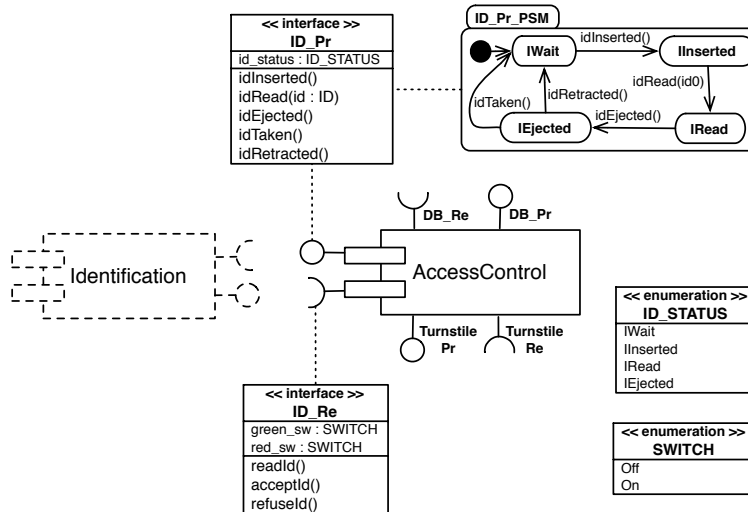 << interface >>
ID_Pr
id_status : ID_STATUS
idInserted()
idRead(id : ID)
idEjected()
idTaken()
idRetracted()
ID_Pr_PSM
IWait
idInserted()
IInserted
idRead(id0)
idTaken()
idRetracted()
IEjected
idEjected()
IRead
DB_Re
DB_Pr
Identification
AccessControl
Turnstile
Pr
Turnstile
Re
<< interface >>
ID_Re
green_sw : SWITCH
red_sw : SWITCH
readId()
acceptId()
refuseId()
<< enumeration >>
ID_STATUS
IWait
IInserted
IRead
IEjected
<< enumeration >>
SWITCH
Off
On